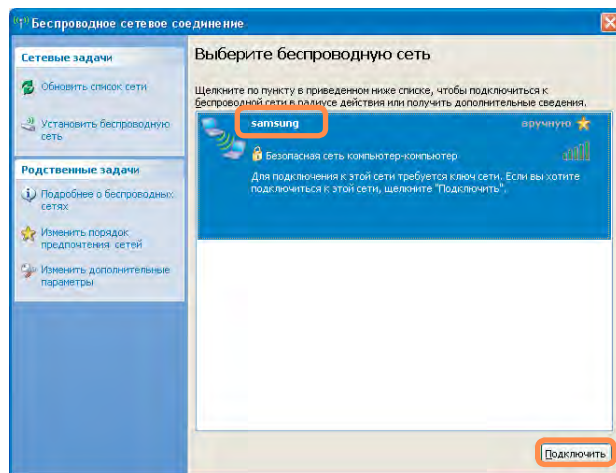 Беспроводное сетевое соединение
Сетевые задачи
Обновить список сети
Установить беспроводную
сеть
Родственные задачи
Подробнее о беспроводных
сетях
Изменить порядок
предпочтения сетей
Изменить дополнительные
параметры
Выберите беспроводную сеть
Щелкните по пункту в приведенном ниже списке, чтобы подключиться к
беспроводной сети в радиусе действия или получить дополнительные сведения.
samsung
вручную
Безопасная сеть компьютер-компьютер
Для подключения к этой сети требуется ключ сети. Если вы хотите
подключиться к этой сети, щелкните "Подключить".
Подключить